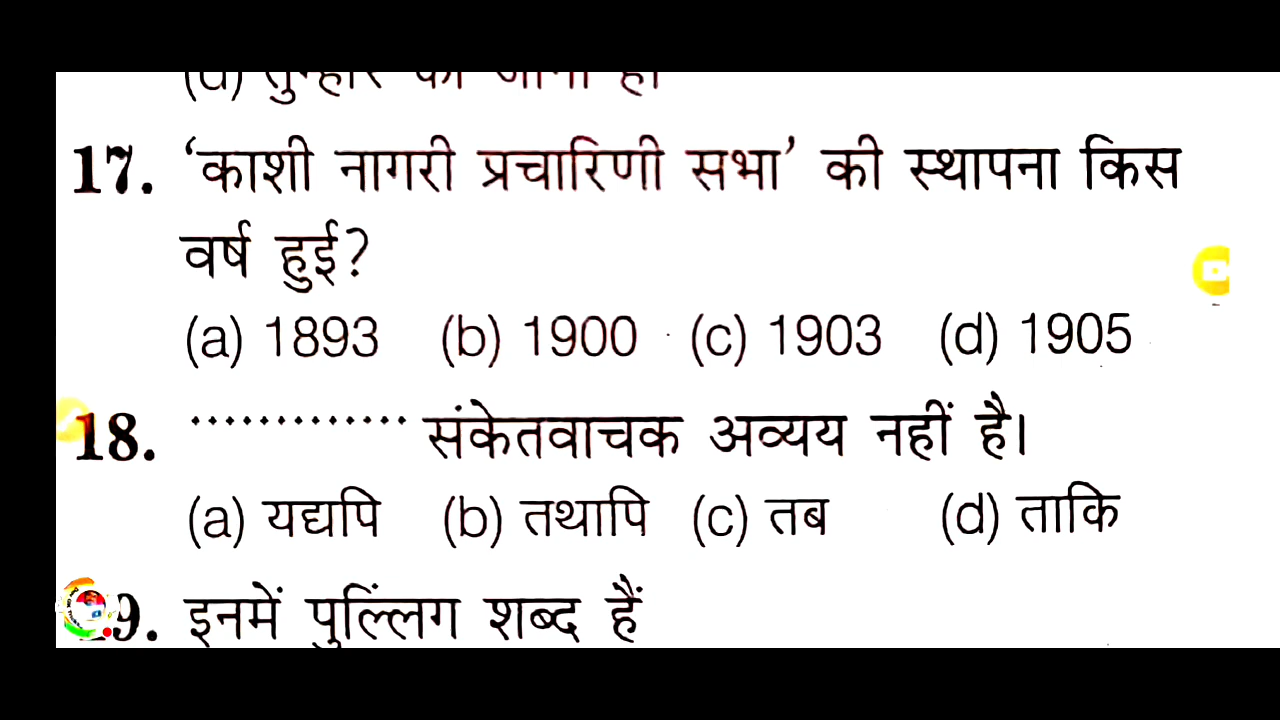 17. ‘काशी नागरी प्रचारिणी सभा’ की स्थापना किस
वर्ष हुई?
(a) 1893 (b) 1900 (c) 1903 (d) 1905
18. ............. संकेतवाचक अव्यय नहीं है।
(a) यद्यपि (b) तथापि (c) तब (d) ताकि
9. इनमें पुल्लिंग शब्द हैं